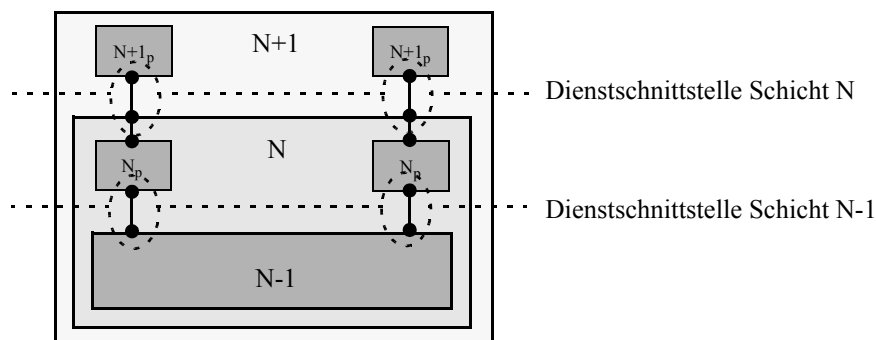 N+1
N+1p
N+1p
Dienstschnittstelle Schicht N
N
Np
Np
Dienstschnittstelle Schicht N-1
N-1